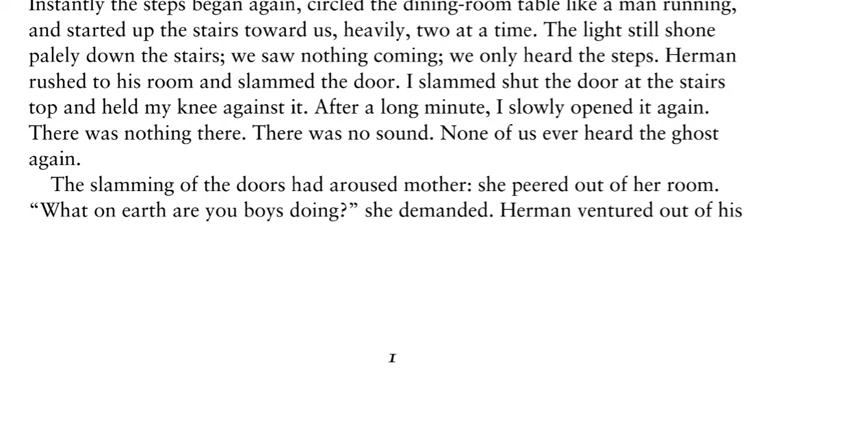 Instantly the steps began again, circled the dining-room table like a man running,
and started up the stairs toward us, heavily, two at a time. The light still shone
palely down the stairs; we saw nothing coming; we only heard the steps. Herman
rushed to his room and slammed the door. I slammed shut the door at the stairs
top and held my knee against it. After a long minute, I slowly opened it again.
There was nothing there. There was no sound. None of us ever heard the ghost
again.
The slamming of the doors had aroused mother: she peered out of her room.
“What on earth are you boys doing?” she demanded. Herman ventured out of his
1